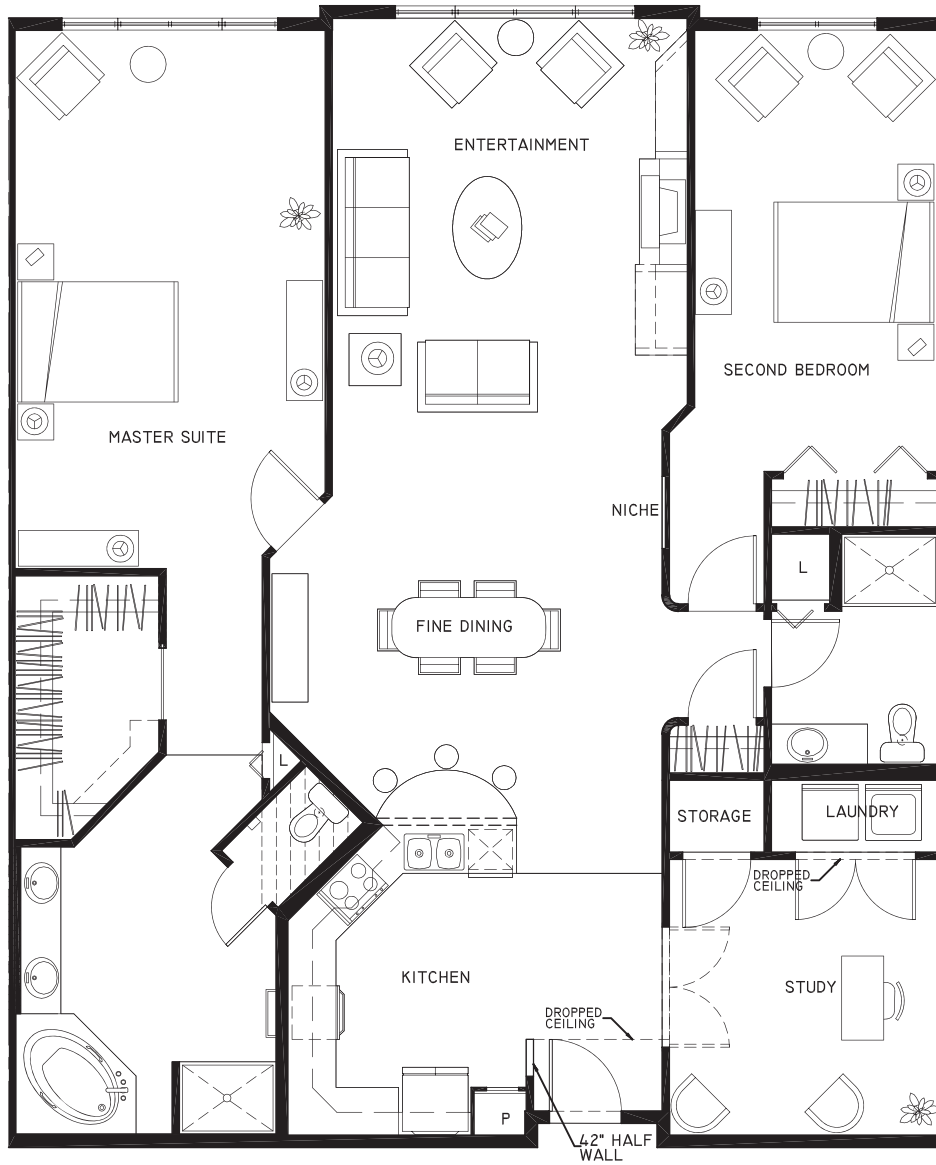 ENTERTAINMENT
SECOND BEDROOM
MASTER SUITE
NICHE
L
FINE DINING
L
STORAGE
LAUNDRY
DROPPED
CEILING
KITCHEN
STUDY
DROPPED
CEILING
P
42" HALF
WALL